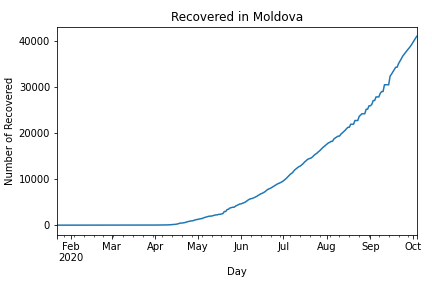 Recovered in Moldova
40000
30000
20000
10000
0
Number of Recovered
Feb Mar Apr May Jun Jul Aug Sep Oct
2020
Day